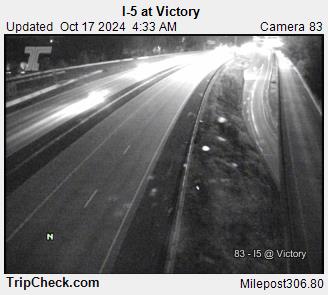 I-5 at Victory
Updated  Oct 17 2024  4:33 AM
Camera 83
T
N
83 - I5 @ Victory
TripCheck.com
Milepost306.80